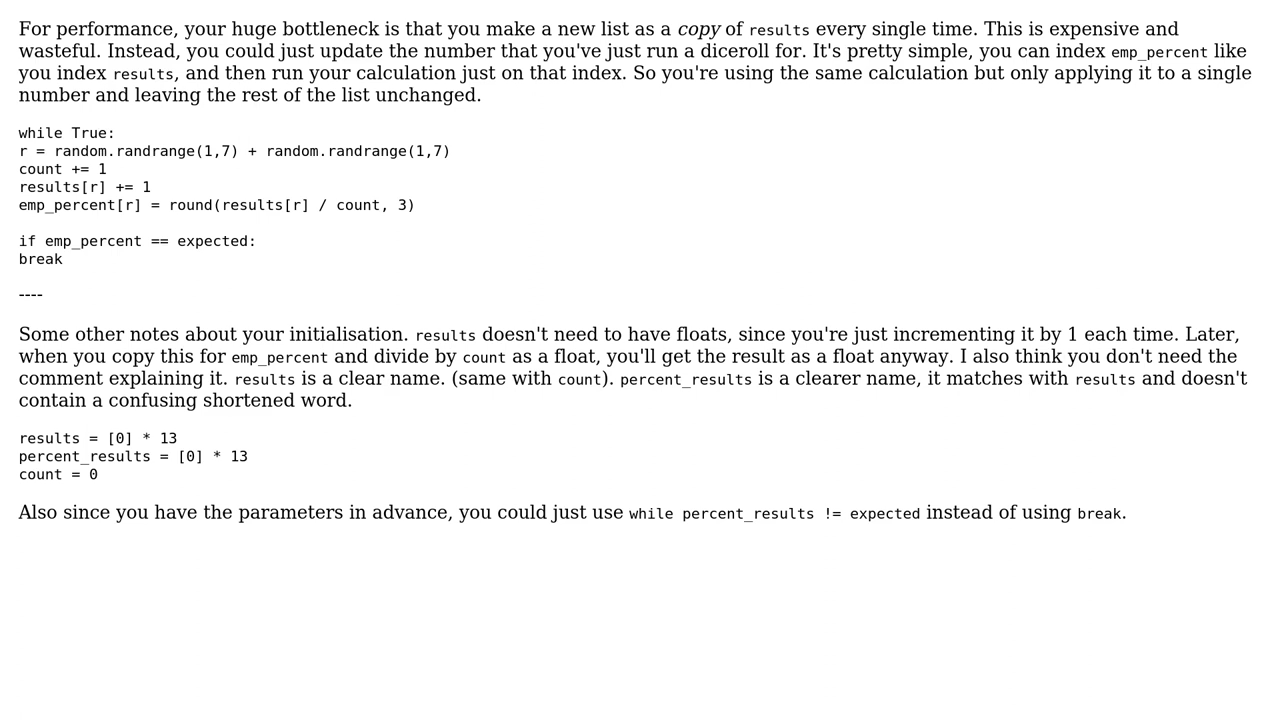 For performance, your huge bottleneck is that you make a new list as a copy of results every single time. This is expensive and
wasteful. Instead, you could just update the number that you've just run a diceroll for. It's pretty simple, you can index emp_percent like
you index results, and then run your calculation just on that index. So you're using the same calculation but only applying it to a single
number and leaving the rest of the list unchanged.
while True:
r = random.randrange(1,7) + random.randrange(1,7)
count += 1
results[r] += 1
emp_percent[r] = round(results[r] / count, 3)
if emp_percent == expected:
break
----
Some other notes about your initialisation. results doesn't need to have floats, since you're just incrementing it by 1 each time. Later,
when you copy this for emp_percent and divide by count as a float, you'll get the result as a float anyway. I also think you don't need the
comment explaining it. results is a clear name. (same with count). percent_results is a clearer name, it matches with results and doesn't
contain a confusing shortened word.
results = [0] * 13
percent_results = [0] * 13
count = 0
Also since you have the parameters in advance, you could just use while percent_results != expected instead of using break.